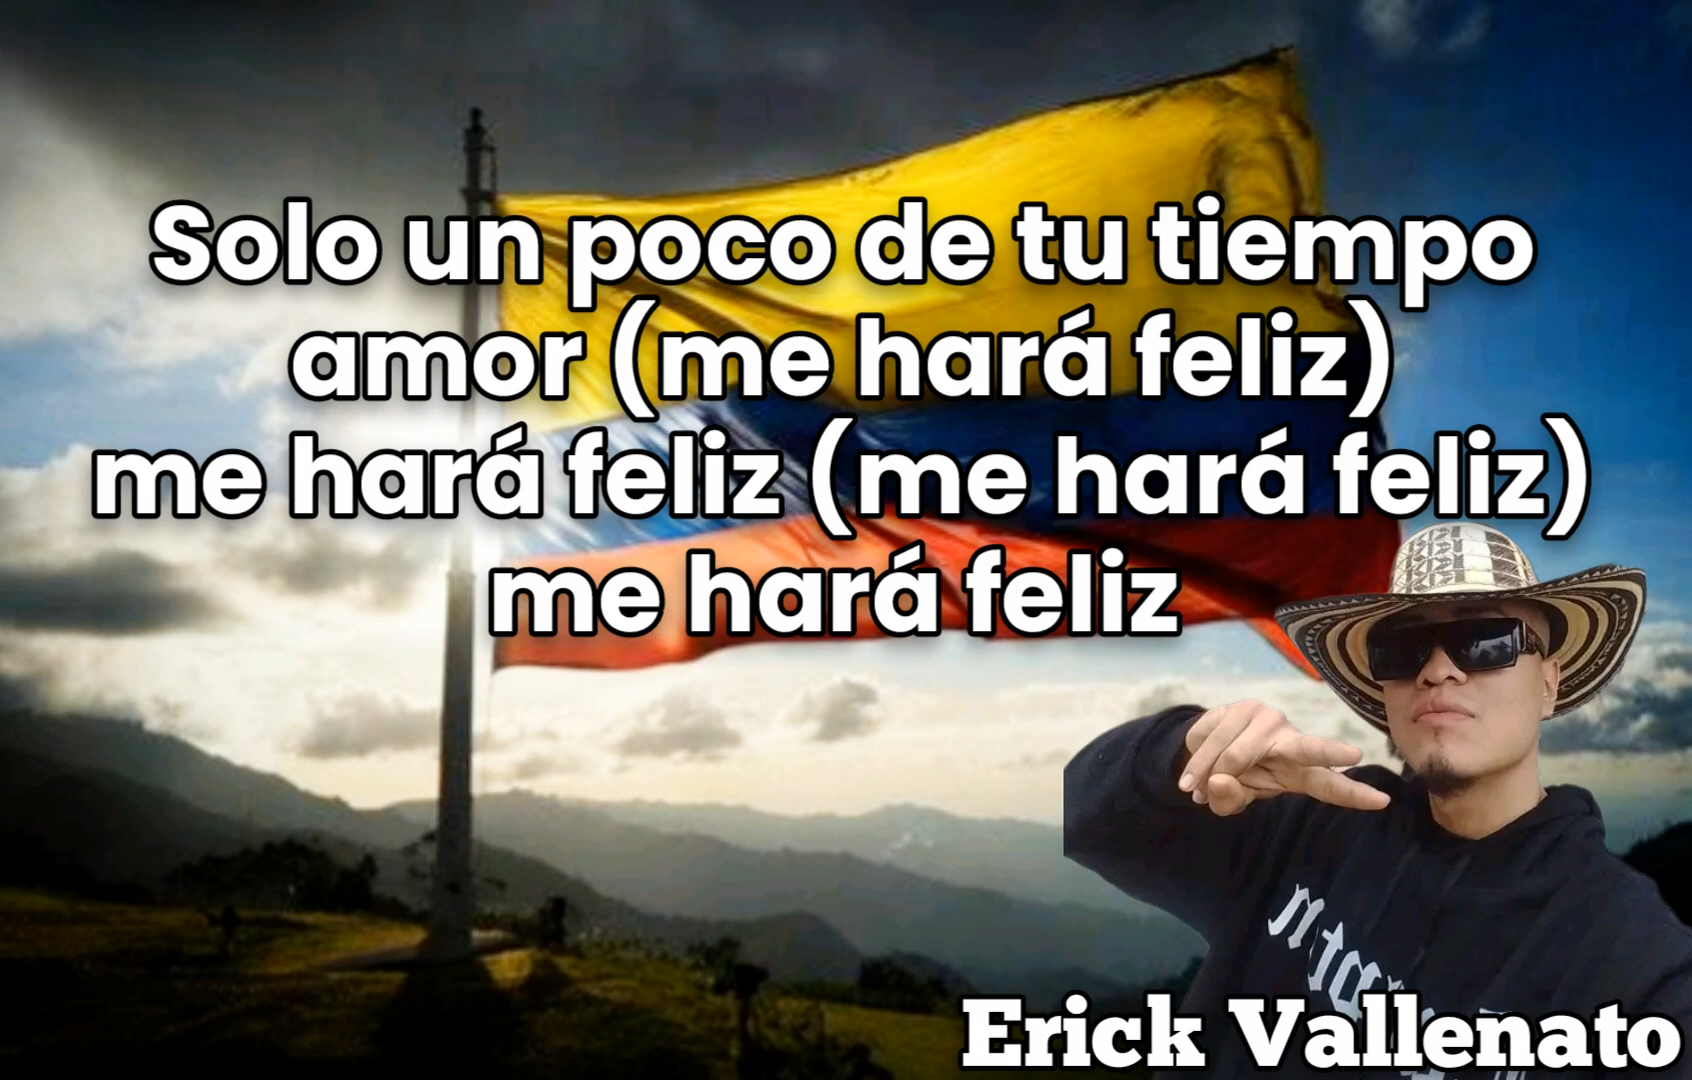 Solo un poco de tu tiempo
amor (me hará feliz)
me hará feliz (me hará feliz)
me hará feliz
Erick Vallenato